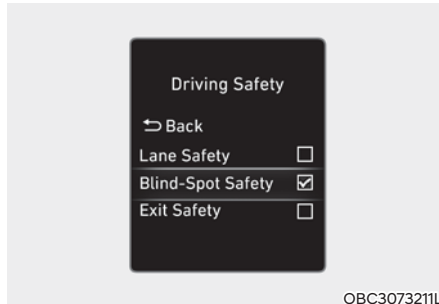 Driving Safety
Back
Lane Safety
Blind-Spot Safety
Exit Safety
OBC3073211L